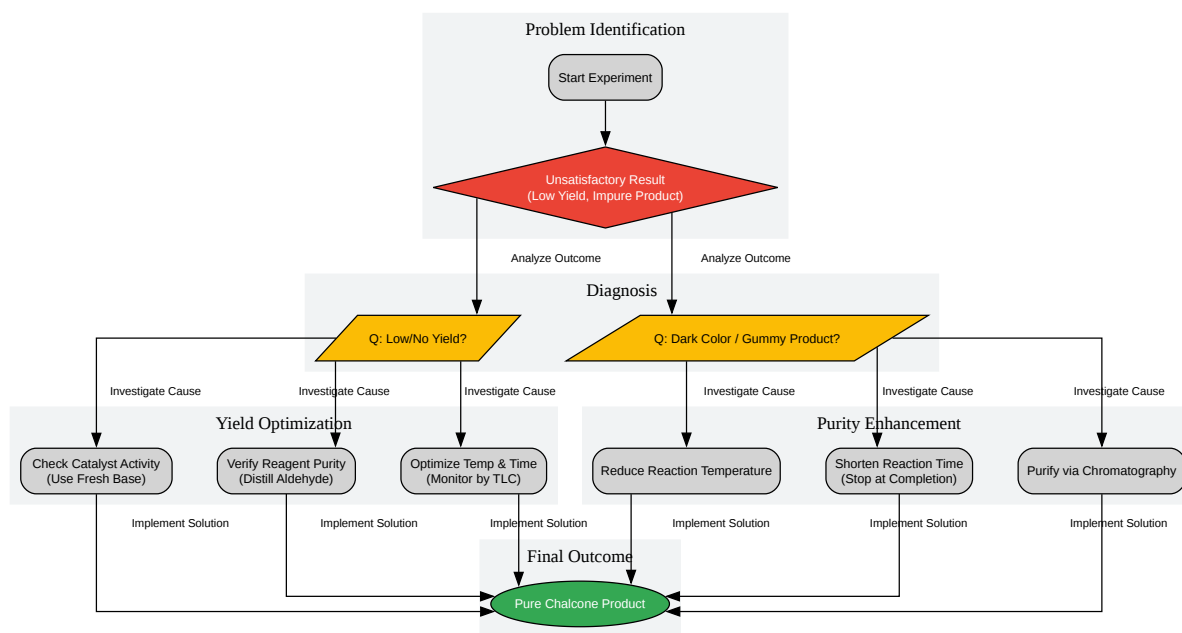 Problem Identification
Start Experiment
Unsatisfactory Result
(Low Yield, Impure Product)
Analyze Outcome
Analyze Outcome
Diagnosis
Q: Low/No Yield?
Q: Dark Color / Gummy Product?
Investigate Cause
Investigate Cause
Investigate Cause
Investigate Cause
Investigate Cause
Investigate Cause
Yield Optimization
Purity Enhancement
Check Catalyst Activity
(Use Fresh Base)
Verify Reagent Purity
(Distill Aldehyde)
Optimize Temp & Time
(Monitor by TLC)
Reduce Reaction Temperature
Shorten Reaction Time
(Stop at Completion)
Purify via Chromatography
Implement Solution
Implement Solution
Implement Solution
Implement Solution
Implement Solution
Implement Solution
Final Outcome
Pure Chalcone Product